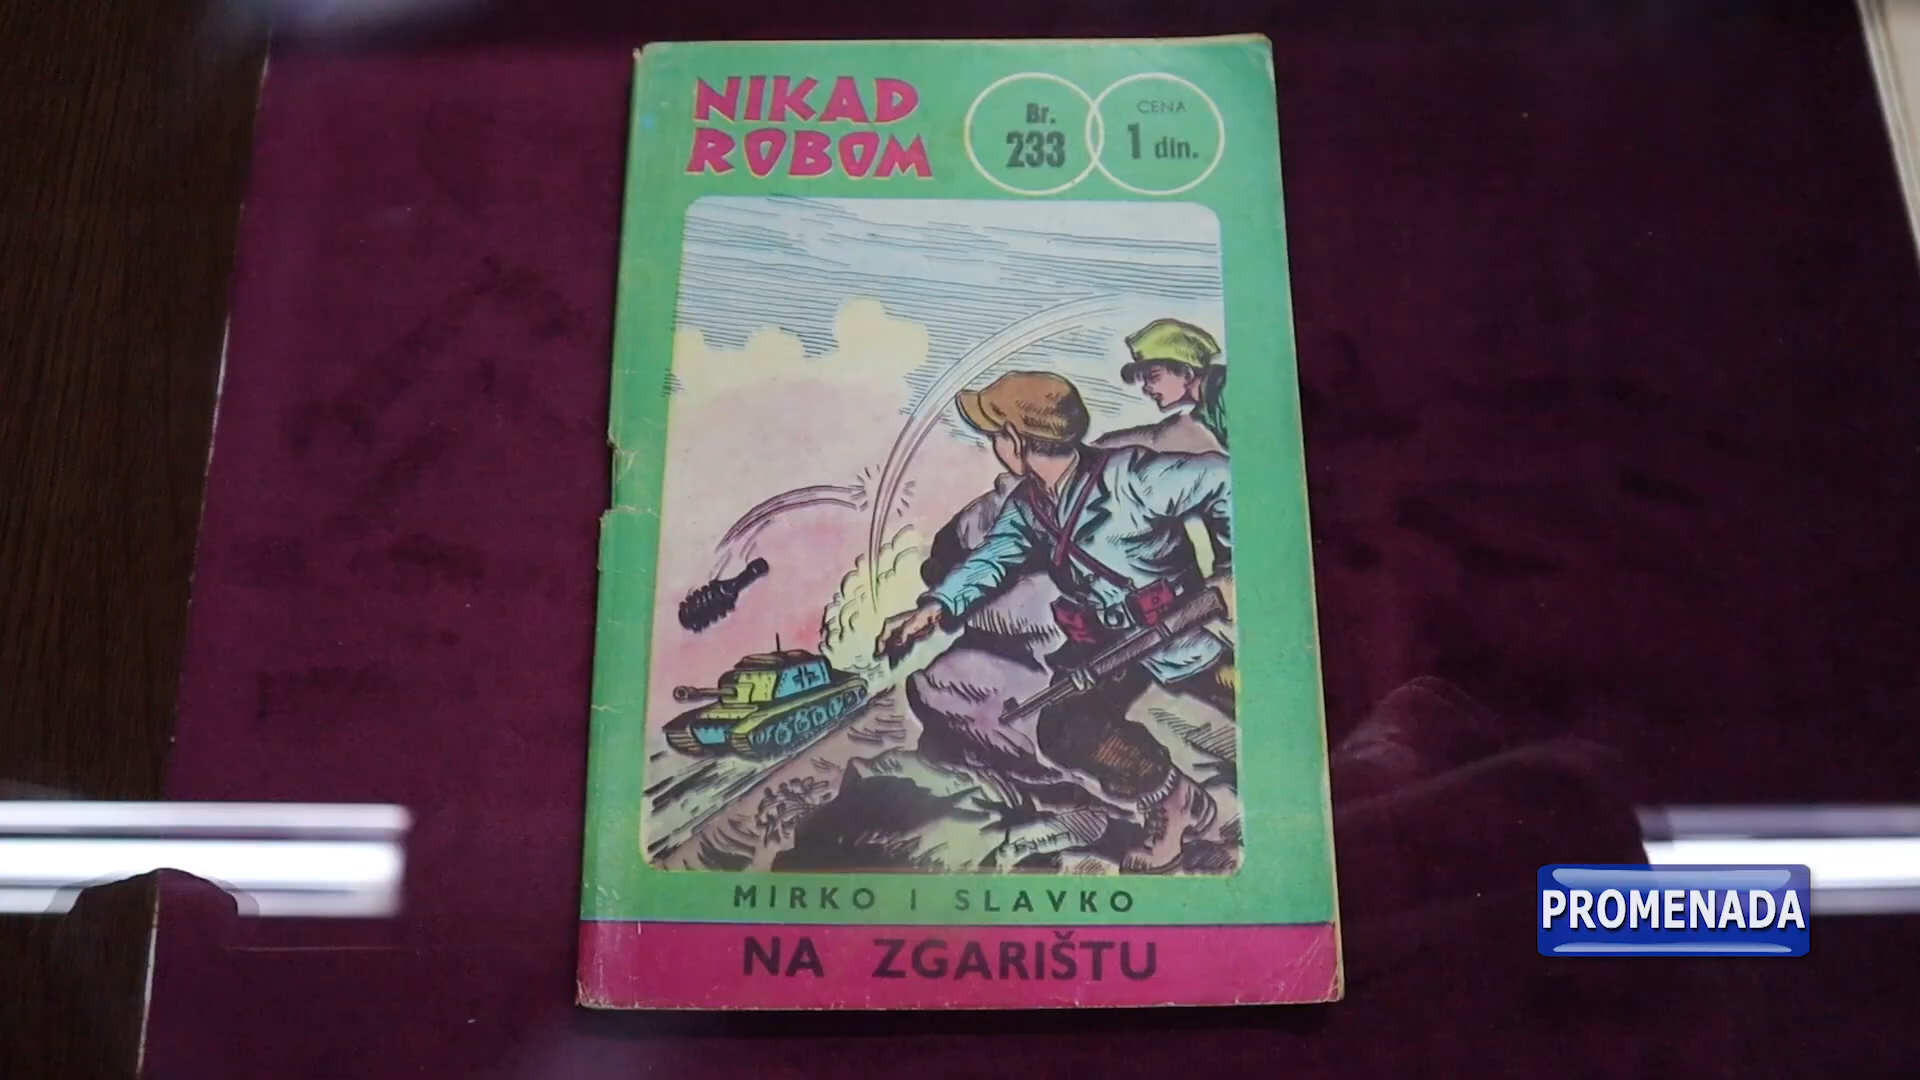 NIKAD
ROBOM
Br.
233
CENA
1 din.
MIRKO I SLAVKO
NA ZGARIŠTU
PROMENADA